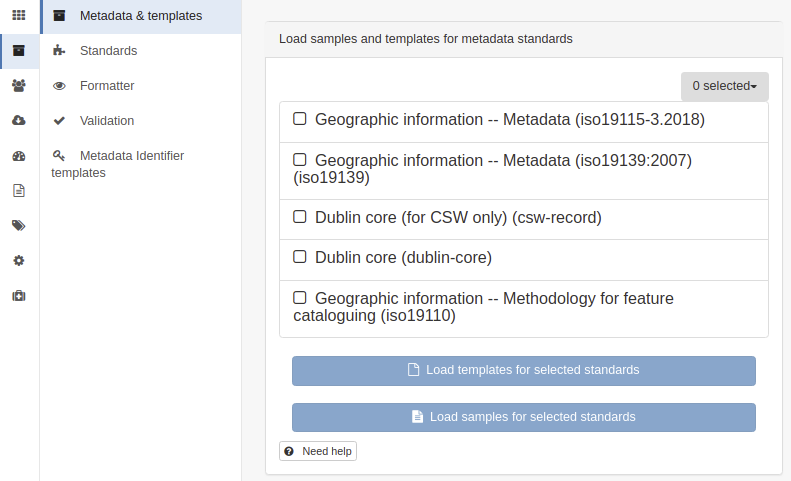 Metadata & templates
Standards
Formatter
Validation
Metadata Identifier
templates
Load samples and templates for metadata standards
0 selected
Geographic information -- Metadata (iso19115-3.2018)
Geographic information -- Metadata (iso19139:2007)
(iso19139)
Dublin core (for CSW only) (csw-record)
Dublin core (dublin-core)
Geographic information -- Methodology for feature
cataloguing (iso19110)
Load templates for selected standards
Load samples for selected standards
Need help